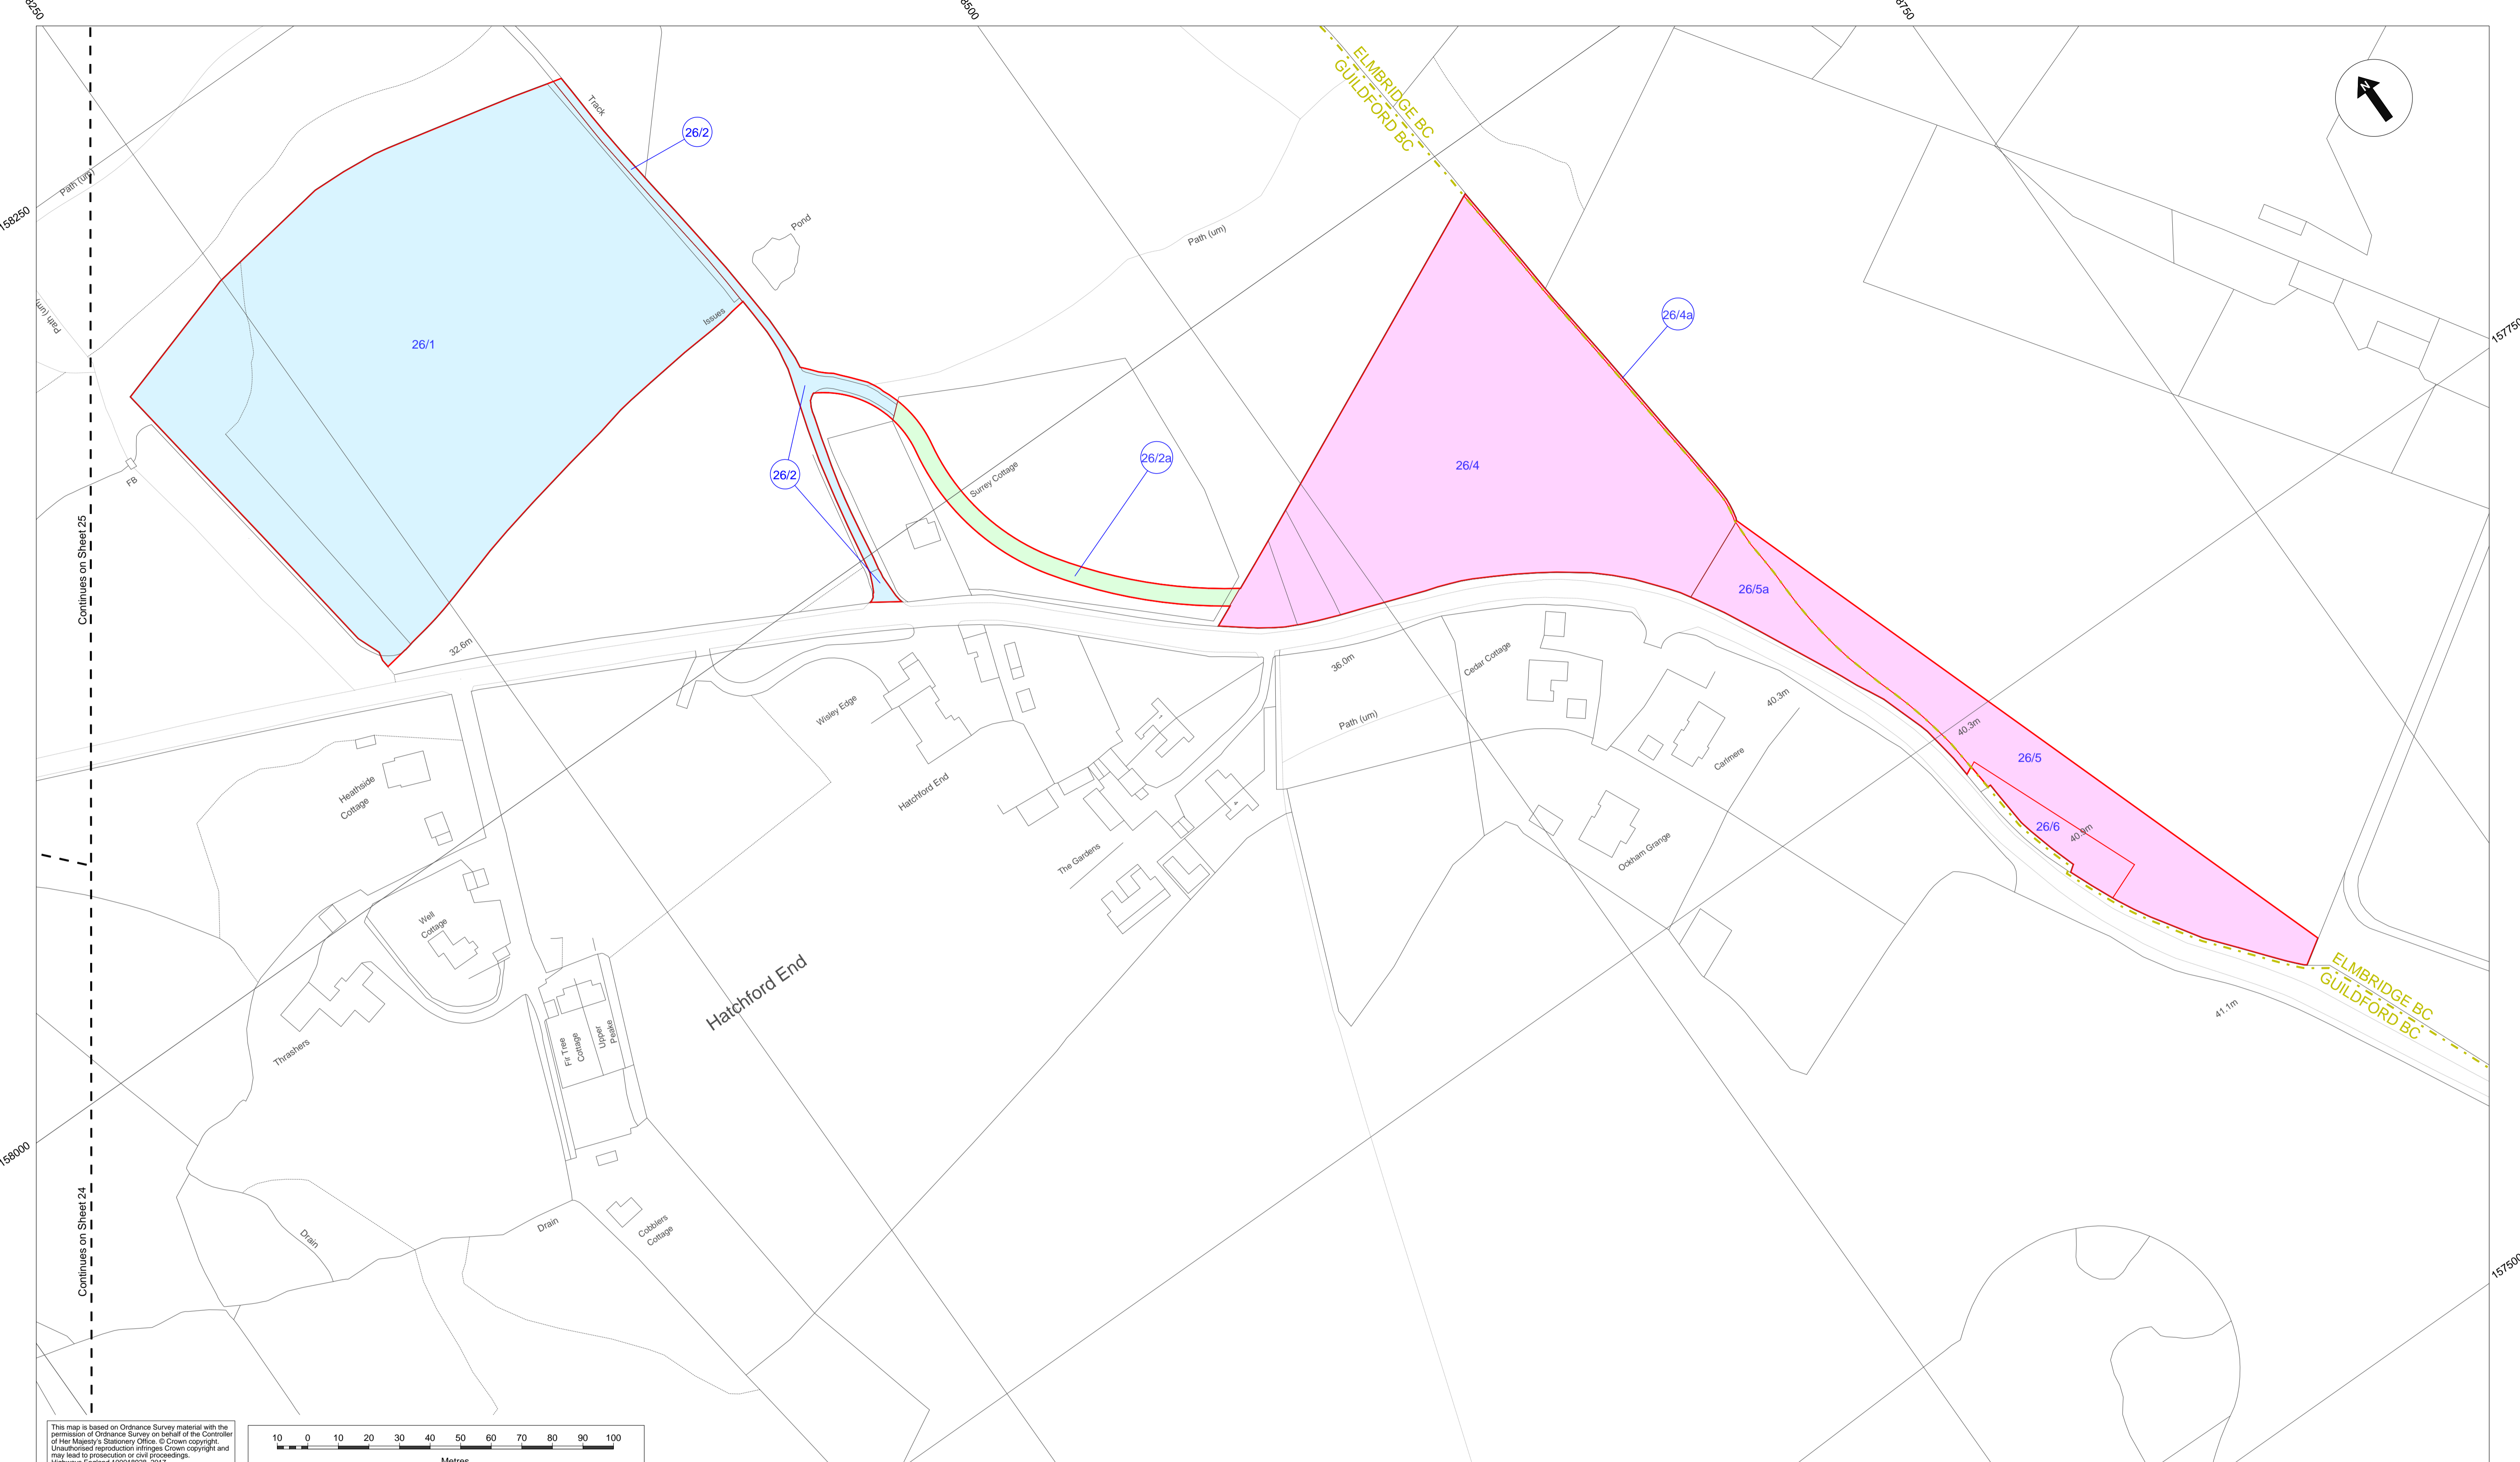 8250
8500
8750
ELMBRIDGE BC
GUILDFORD BC
N
Track
26/2
Path (um)
158250
Pond
Path (um)
Path (um)
Issues
26/1
26/4a
157750
26/2
26/2a
Surrey Cottage
26/4
FB
Continues on Sheet 25
26/5a
32.6m
36.0m
Cedar Cottage
40.3m
40.3m
Wisley Edge
Path (um)
Carlmere
26/5
Heathside
Cottage
Hatchford End
1
4
26/6
40.9m
The Gardens
Ockham Grange
Well
Cottage
Hatchford End
ELMBRIDGE BC
GUILDFORD BC
41.1m
Thrashers
Fir Tree
Cottage
Upper
Peake
158000
Continues on Sheet 24
Drain
Drain
Cobblers
Cottage
157500
This map is based on Ordnance Survey material with the
permission of Ordnance Survey on behalf of the Controller
of Her Majesty's Stationery Office. © Crown copyright.
Unauthorised reproduction infringes Crown copyright and
may lead to prosecution or civil proceedings.
10 0 10 20 30 40 50 60 70 80 90 100
Metres